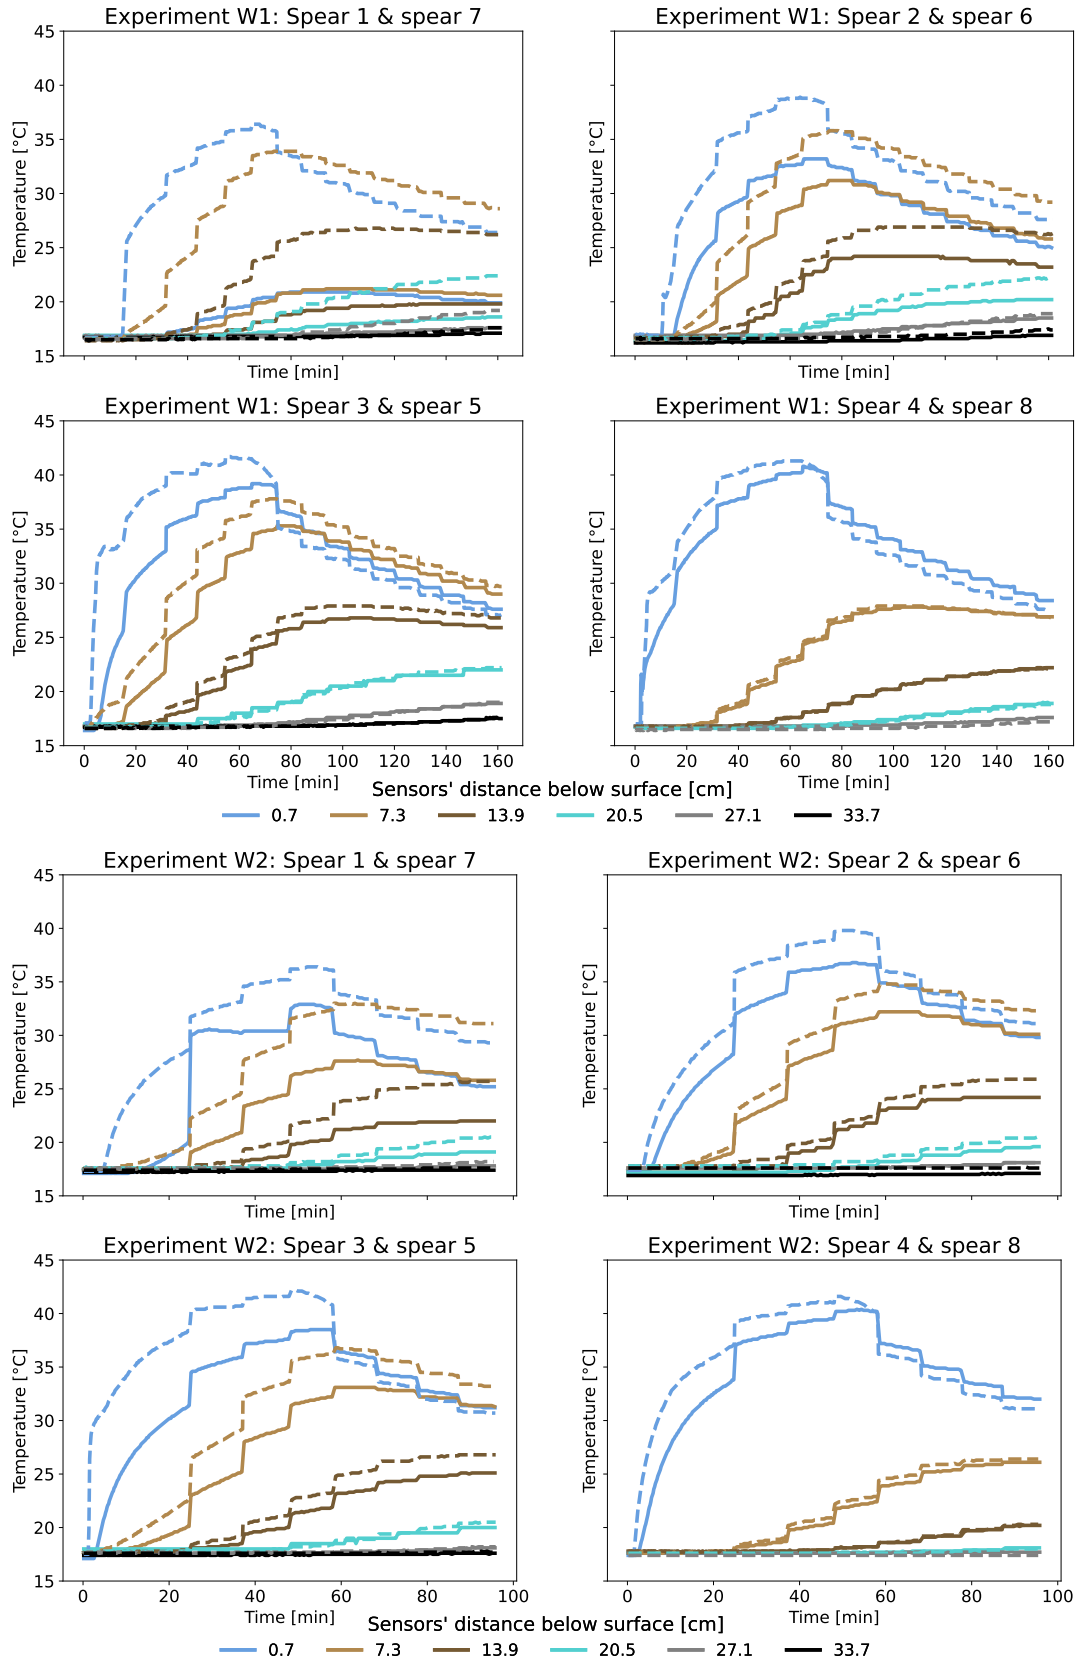 Experiment W1: Spear 1 & spear 7
Experiment W1: Spear 2 & spear 6
45
40
35
30
25
20
15
Temperature [°C]
Temperature [°C]
Time [min]
Time [min]
Experiment W1: Spear 3 & spear 5
Experiment W1: Spear 4 & spear 8
45
40
35
30
25
20
15
Temperature [°C]
Temperature [°C]
0 20 40 60 80 100 120 140 160
0 20 40 60 80 100 120 140 160
Time [min]
Time [min]
Sensors' distance below surface [cm]
0.7 7.3 13.9 20.5 27.1 33.7
Experiment W2: Spear 1 & spear 7
Experiment W2: Spear 2 & spear 6
45
40
35
30
25
20
15
Temperature [°C]
Temperature [°C]
Time [min]
Time [min]
Experiment W2: Spear 3 & spear 5
Experiment W2: Spear 4 & spear 8
45
40
35
30
25
20
15
Temperature [°C]
Temperature [°C]
0 20 40 60 80 100
0 20 40 60 80 100
Time [min]
Time [min]
Sensors' distance below surface [cm]
0.7 7.3 13.9 20.5 27.1 33.7